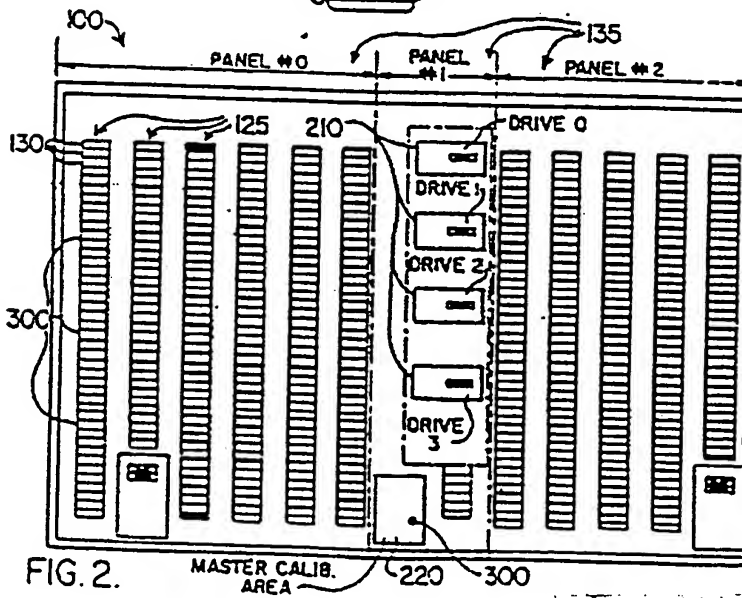 100
135
PANEL #0
PANEL #1
PANEL #2
130
125
210
DRIVE 0
DRIVE 1
DRIVE 2
300
DRIVE 3
FIG. 2.
MASTER CALIB. AREA
220
300